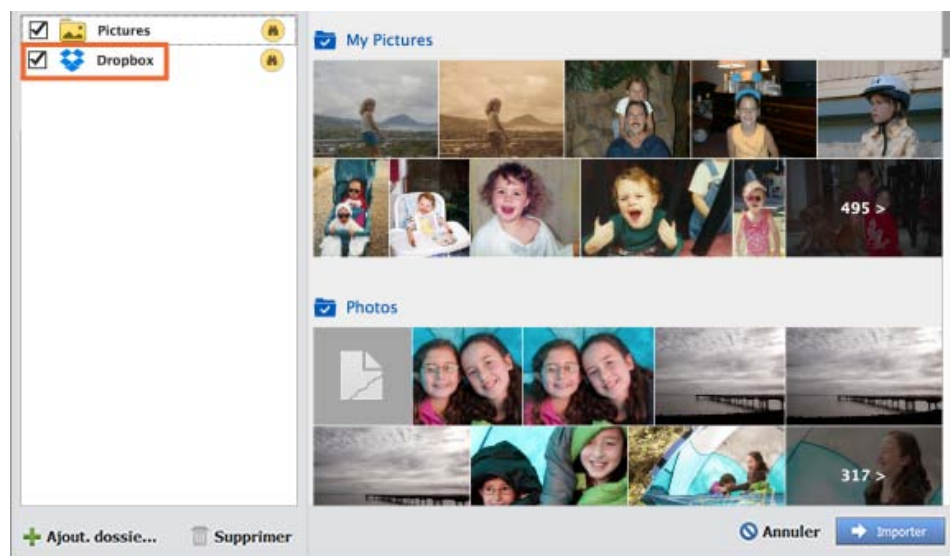 Pictures
Dropbox
My Pictures
495 >
Photos
317 >
Ajout. dossie...
Supprimer
Annuler
Importer